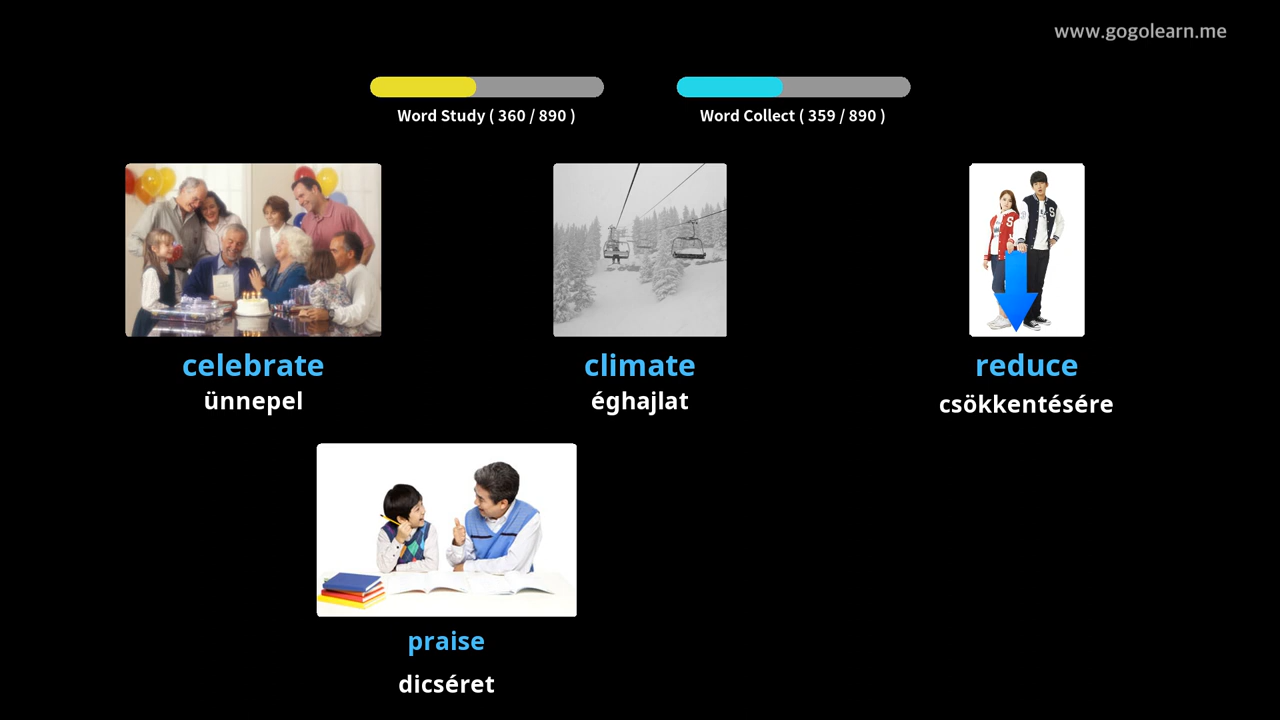 www.gogolearn.me
Word Study ( 360 / 890 )
Word Collect ( 359 / 890 )
celebrate
ünnepel
climate
éghajlat
reduce
csökkentésére
praise
dicséret